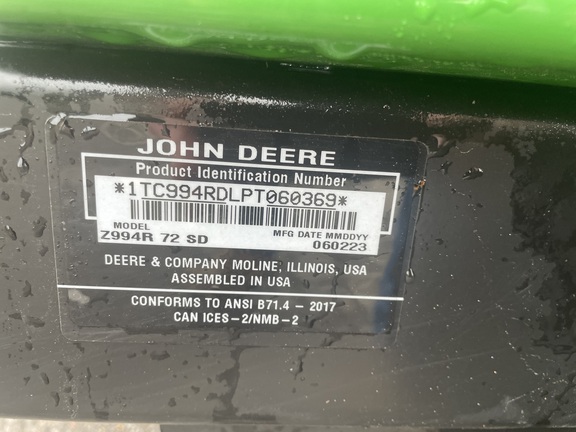 JOHN DEERE
Product Identification Number
*1TC994RDLPT060369*
MODEL MFG DATE MMDDYY
Z994R 72 SD 060223
DEERE & COMPANY MOLINE, ILLINOIS, USA
ASSEMBLED IN USA
CONFORMS TO ANSI B71.4 – 2017
CAN ICES-2/NMB-2